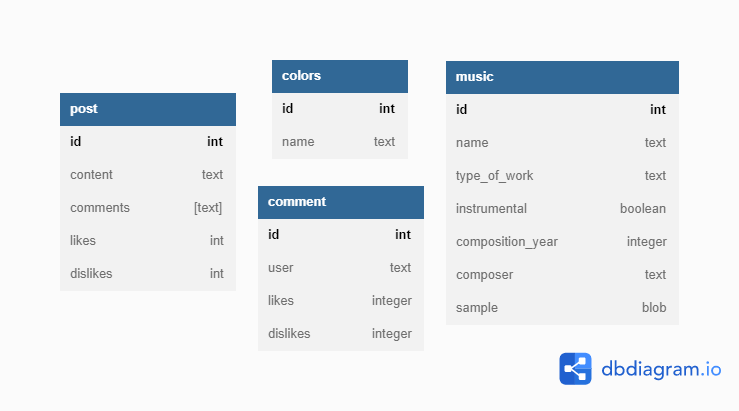 post
id int
content text
comments [text]
likes int
dislikes int
colors
id int
name text
comment
id int
user text
likes integer
dislikes integer
music
id int
name text
type_of_work text
instrumental boolean
composition_year integer
composer text
sample blob
dbdiagram.io